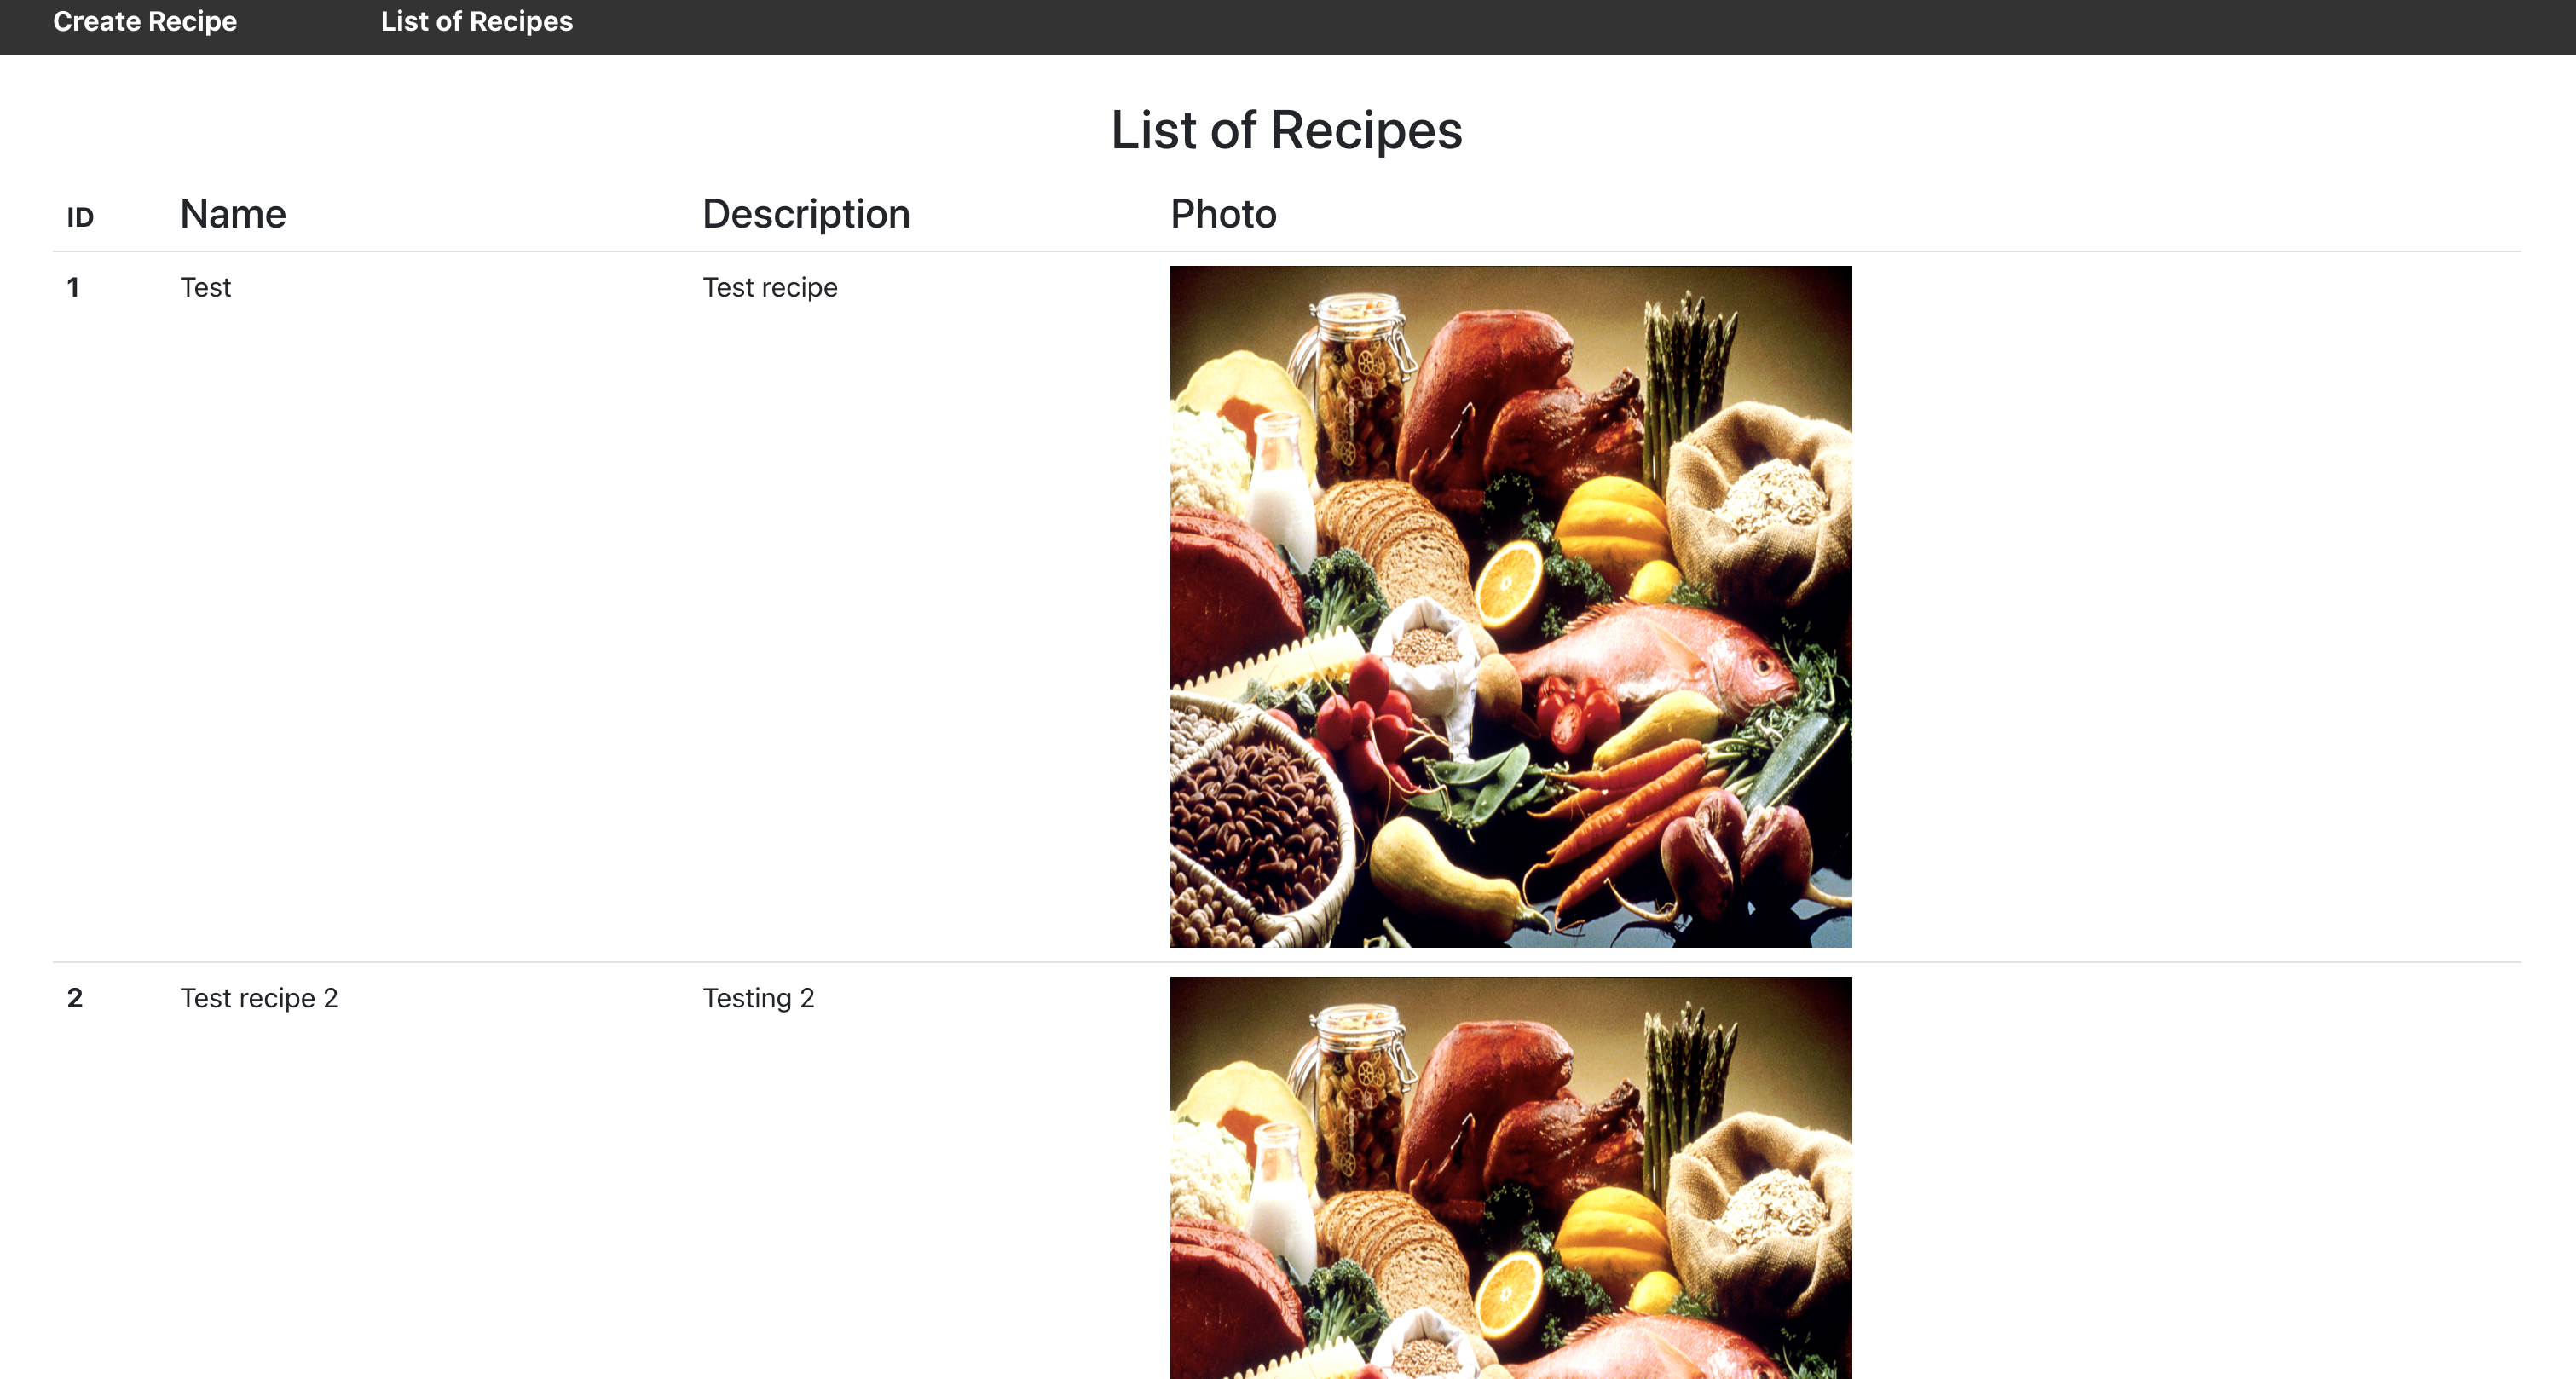 Create Recipe List of Recipes
List of Recipes
ID Name Description Photo
1 Test Test recipe
2 Test recipe 2 Testing 2